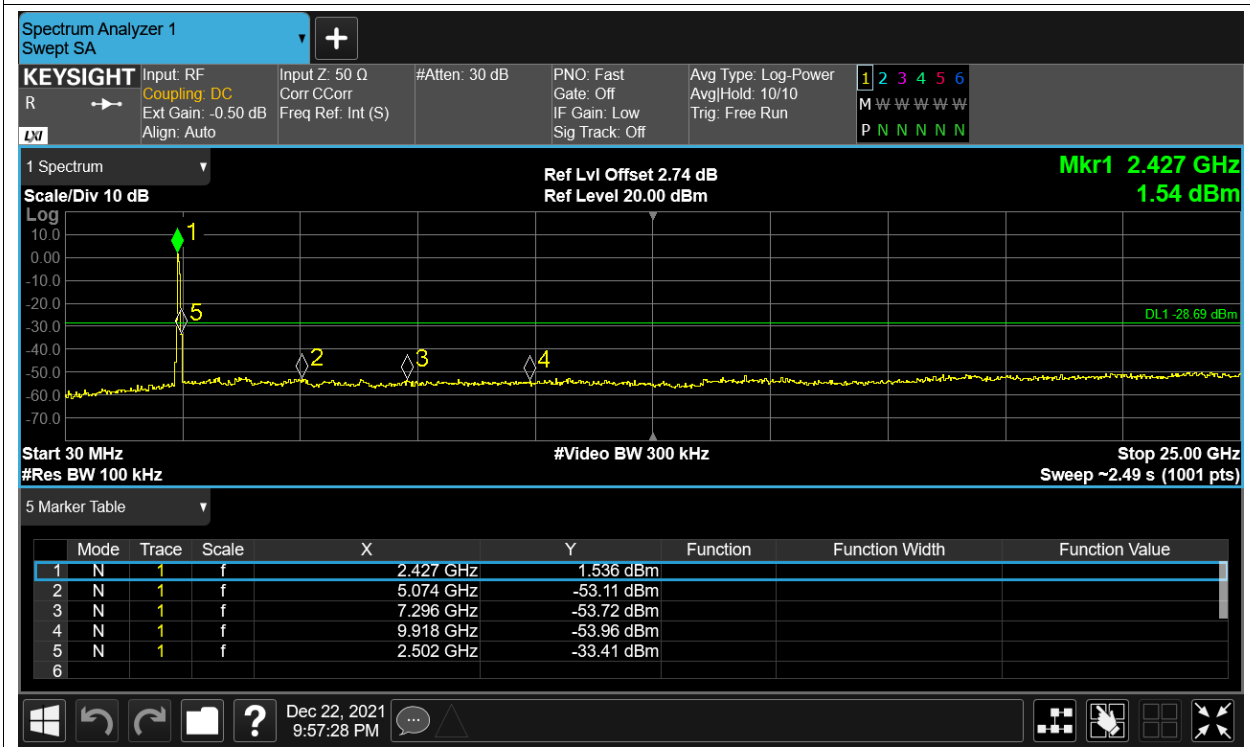 Spectrum Analyzer 1
Swept SA
+
KEYSIGHT Input: RF Input Z: 50 Ω #Atten: 30 dB PNO: Fast Avg Type: Log-Power 1 2 3 4 5 6
R Coupling: DC Corr CCorr Gate: Off Avg|Hold: 10/10 M W W W W W
Ext Gain: -0.50 dB Freq Ref: Int (S) IF Gain: Low Trig: Free Run
LXI Align: Auto Sig Track: Off P N N N N N
1 Spectrum Ref Lvl Offset 2.74 dB Mkr1 2.427 GHz
Scale/Div 10 dB Ref Level 20.00 dBm 1.54 dBm
Log
10.0 1
0.00
-10.0
-20.0 5 DL1 -28.69 dBm
-30.0
-40.0 2 3 4
-50.0
-60.0
-70.0
Start 30 MHz #Video BW 300 kHz Stop 25.00 GHz
#Res BW 100 kHz Sweep ~2.49 s (1001 pts)
5 Marker Table
Mode Trace Scale X Y Function Function Width Function Value
1 N 1 f 2.427 GHz 1.536 dBm
2 N 1 f 5.074 GHz -53.11 dBm
3 N 1 f 7.296 GHz -53.72 dBm
4 N 1 f 9.918 GHz -53.96 dBm
5 N 1 f 2.502 GHz -33.41 dBm
6
? Dec 22, 2021
9:57:28 PM